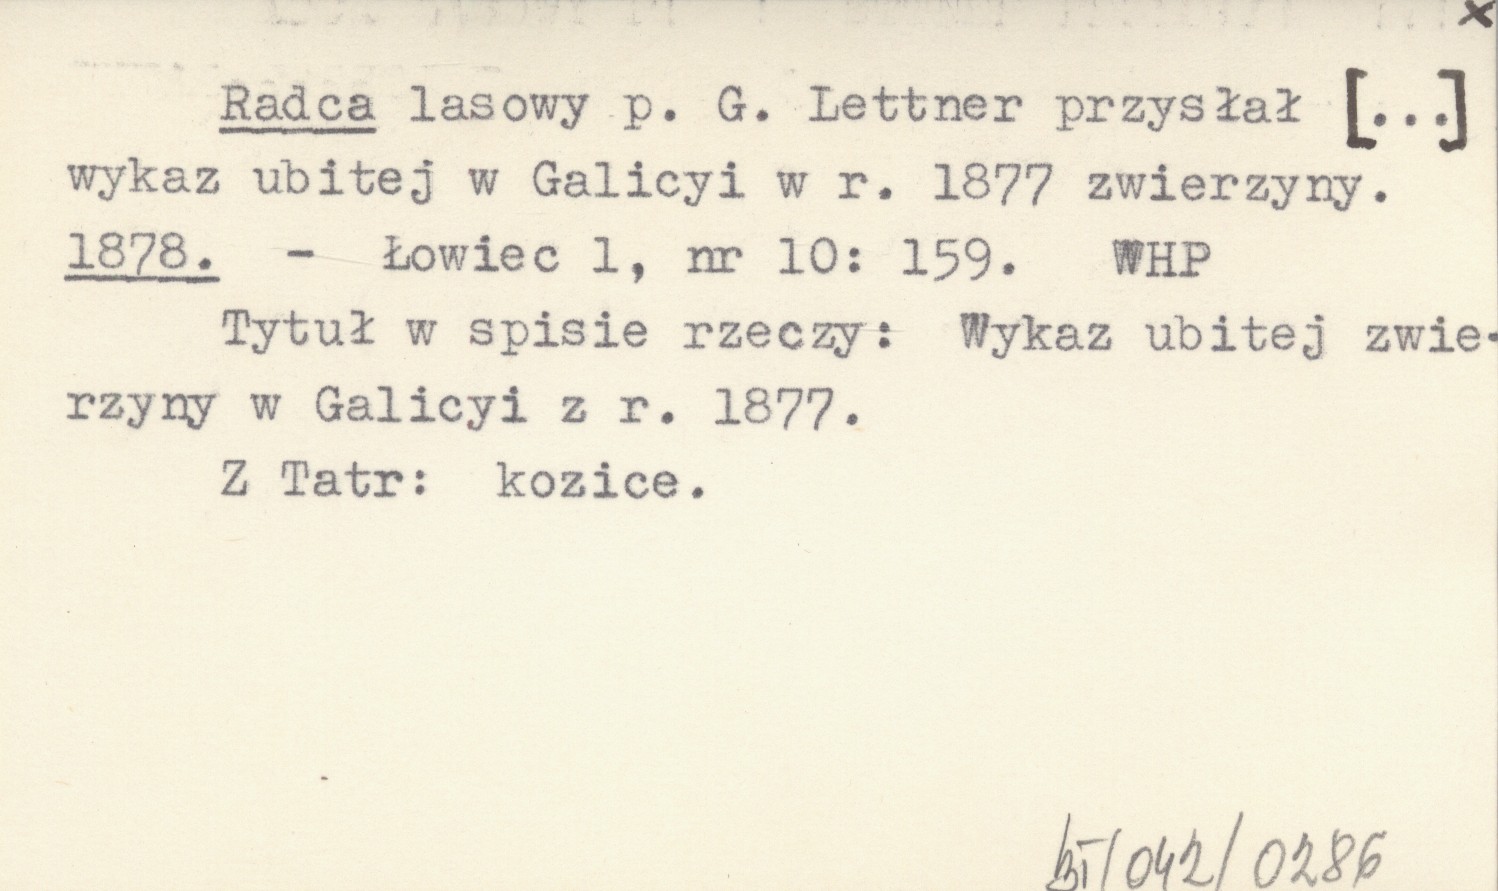 x
Radca lasowy p. G. Lettner przysłał [...]
wykaz ubitej w Galicyi w r. 1877 zwierzyny.
1878. - Łowiec 1, nr 10: 159. WHP
Tytuł w spisie rzeczy: Wykaz ubitej zwie-
rzyny w Galicyi z r. 1877.
Z Tatr: kozice.
/042/0286